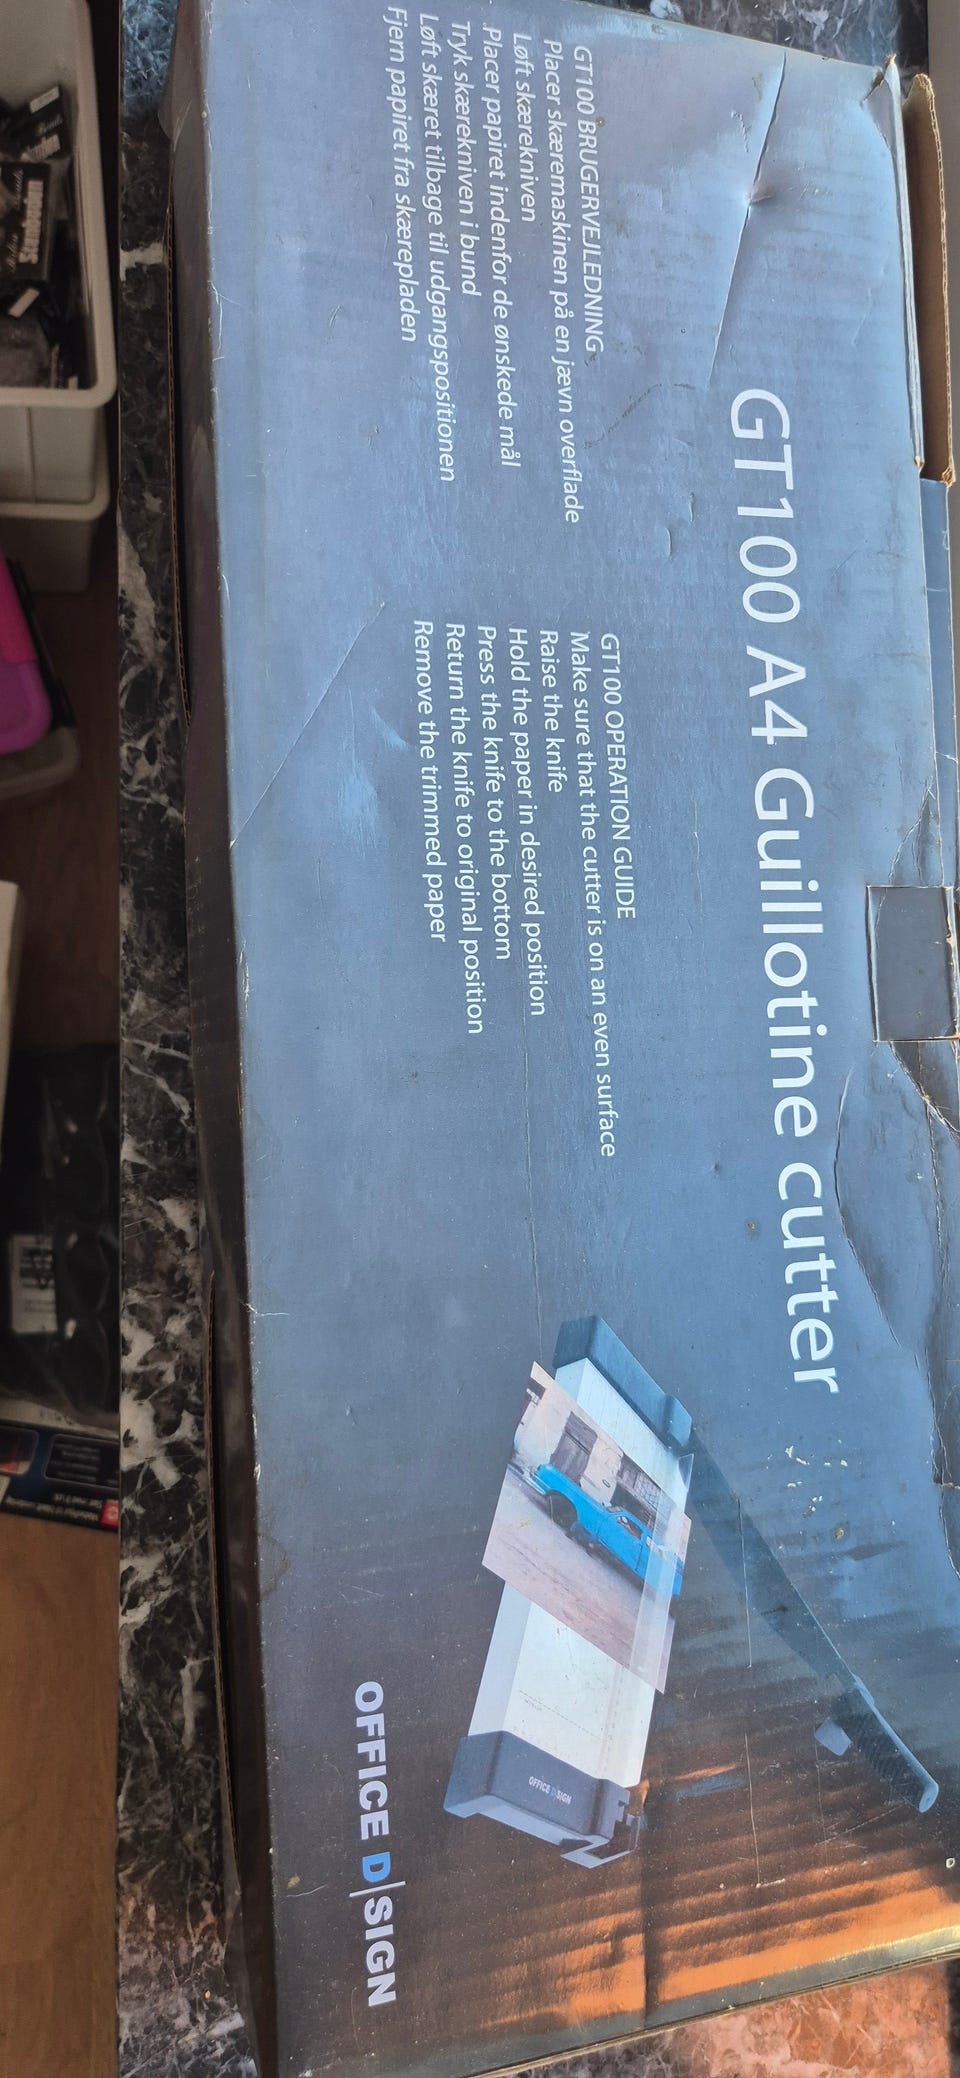 GT100 A4 Guillotine cutter
GT100 BRUGERVEJLEDNING
Placer skæremaskinen på en jævn overflade
Løft skærekniven
Placer papiret indenfor de ønskede mål
Tryk skærekniven i bund
Løft skæret tilbage til udgangspositionen
Fjern papiret fra skærepladen
GT100 OPERATION GUIDE
Make sure that the cutter is on an even surface
Raise the knife
Hold the paper in desired position
Press the knife to the bottom
Return the knife to original position
Remove the trimmed paper
OFFICE D|SIGN
OFFICE D|SIGN